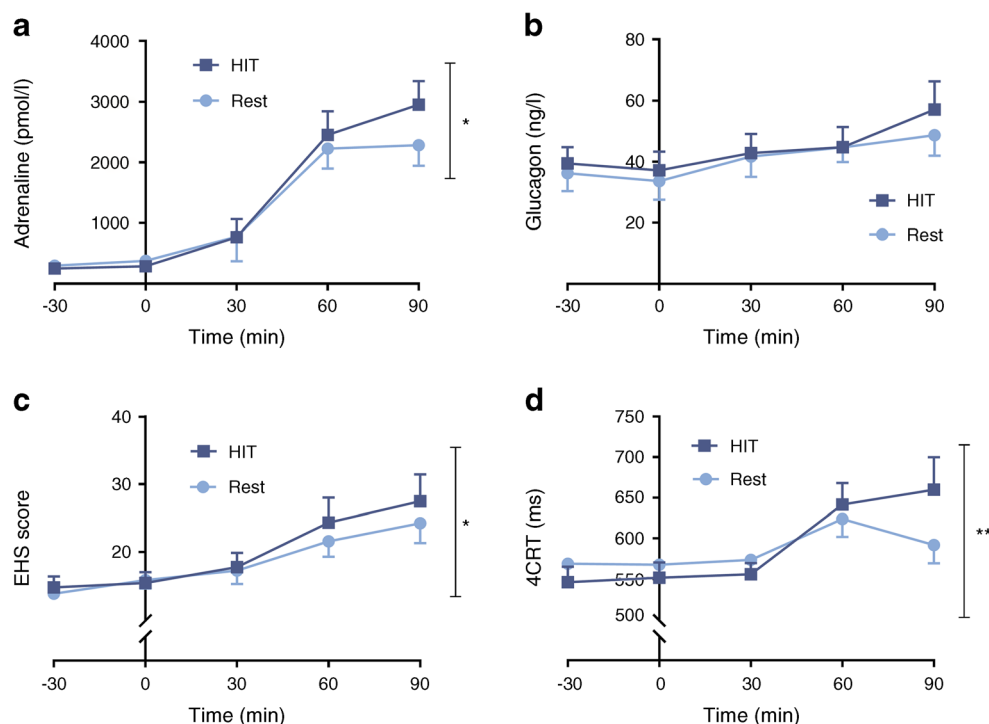 a
Adrenaline (pmol/l)
4000
3000
2000
1000
HIT
Rest
*
-30 0 30 60 90
Time (min)
b
Glucagon (ng/l)
80
60
40
20
HIT
Rest
-30 0 30 60 90
Time (min)
c
EHS score
40
30
20
HIT
Rest
*
-30 0 30 60 90
Time (min)
d
4CRT (ms)
750
700
650
600
550
500
HIT
Rest
**
-30 0 30 60 90
Time (min)